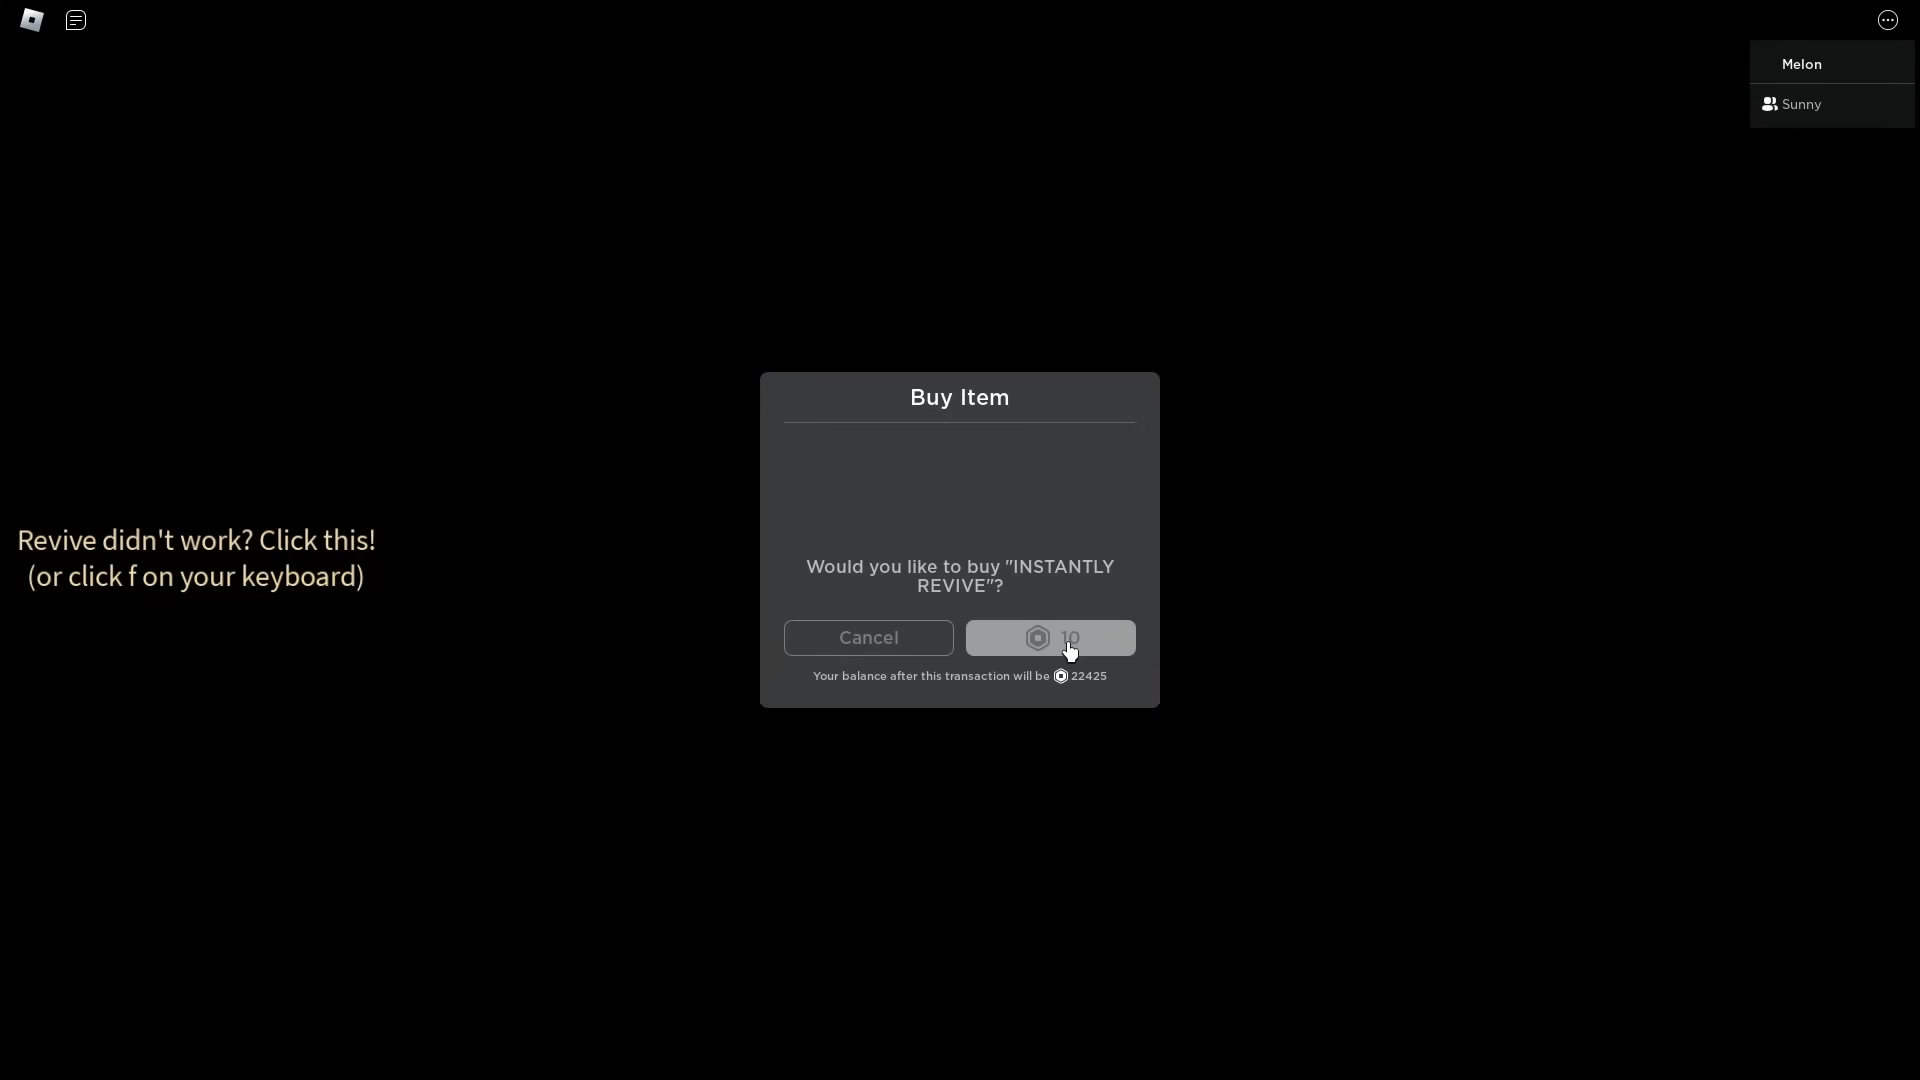 Melon
Sunny
Buy Item
Revive didn't work? Click this!
(or click f on your keyboard)
Would you like to buy "INSTANTLY
REVIVE"?
Cancel
10
Your balance after this transaction will be 22425